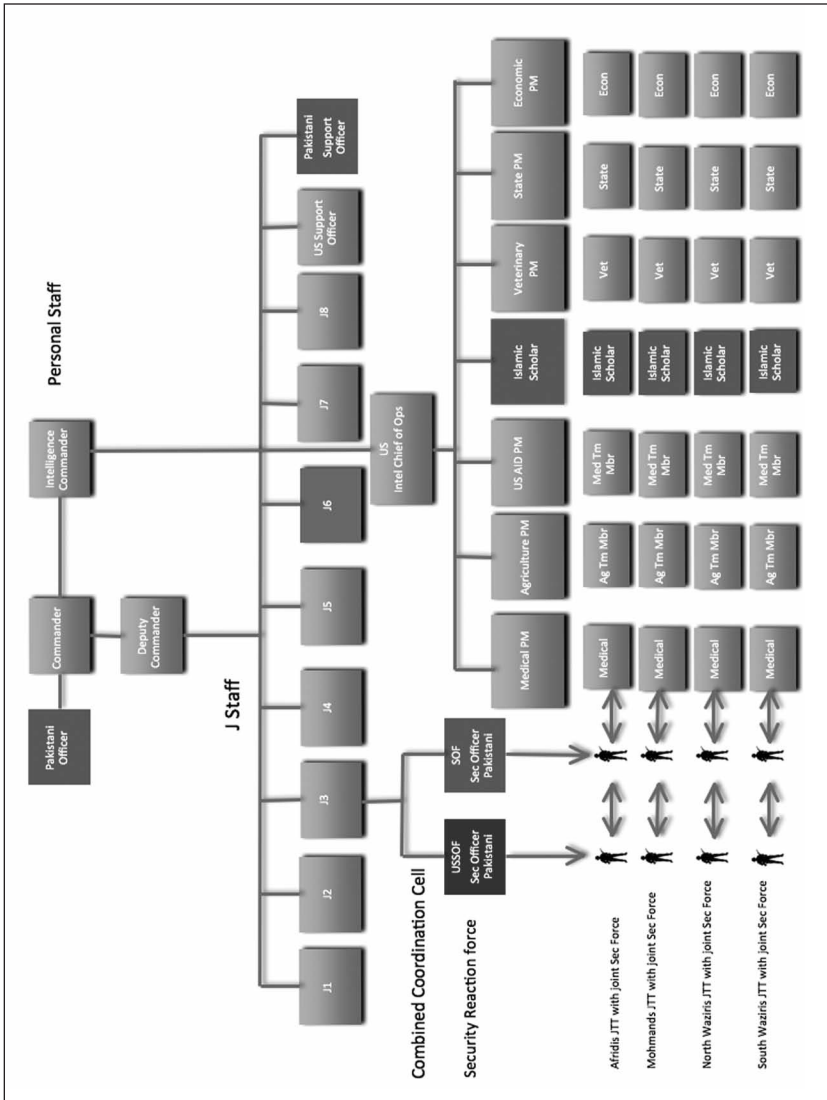 Personal Staff
Pakistani
Officer
Commander
Intelligence
Commander
Deputy
Commander
J Staff
J1
J2
J3
J4
J5
J6
J7
J8
US Support
Officer
Pakistani
Support
Officer
US
Intel Chief of Ops
Combined Coordination Cell
Security Reaction force
USSOF
Sec Officer
Pakistani
SOF
Sec Officer
Pakistani
Medical PM
Agriculture PM
US AID PM
Islamic
Scholar
Veterinary
PM
State PM
Economic
PM
Afridis JTT with joint Sec Force
Medical
Ag Tm Mbr
Med Tm
Mbr
Islamic
Scholar
Vet
State
Econ
Mohmands JTT with joint Sec Force
Medical
Ag Tm Mbr
Med Tm
Mbr
Islamic
Scholar
Vet
State
Econ
North Waziris JTT with joint Sec Force
Medical
Ag Tm Mbr
Med Tm
Mbr
Islamic
Scholar
Vet
State
Econ
South Waziris JTT with joint Sec Force
Medical
Ag Tm Mbr
Med Tm
Mbr
Islamic
Scholar
Vet
State
Econ